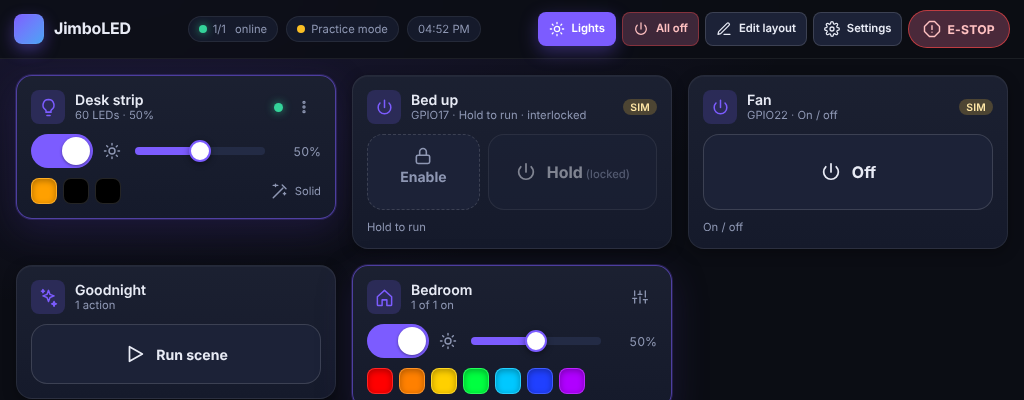 JimboLED
1/1 online
Practice mode
04:52 PM
Lights
All off
Edit layout
Settings
E-STOP
Desk strip
60 LEDs · 50%
50%
Solid
Bed up
GPIO17 · Hold to run · interlocked
SIM
Enable
Hold (locked)
Hold to run
Fan
GPIO22 · On / off
SIM
Off
On / off
Goodnight
1 action
Run scene
Bedroom
1 of 1 on
50%